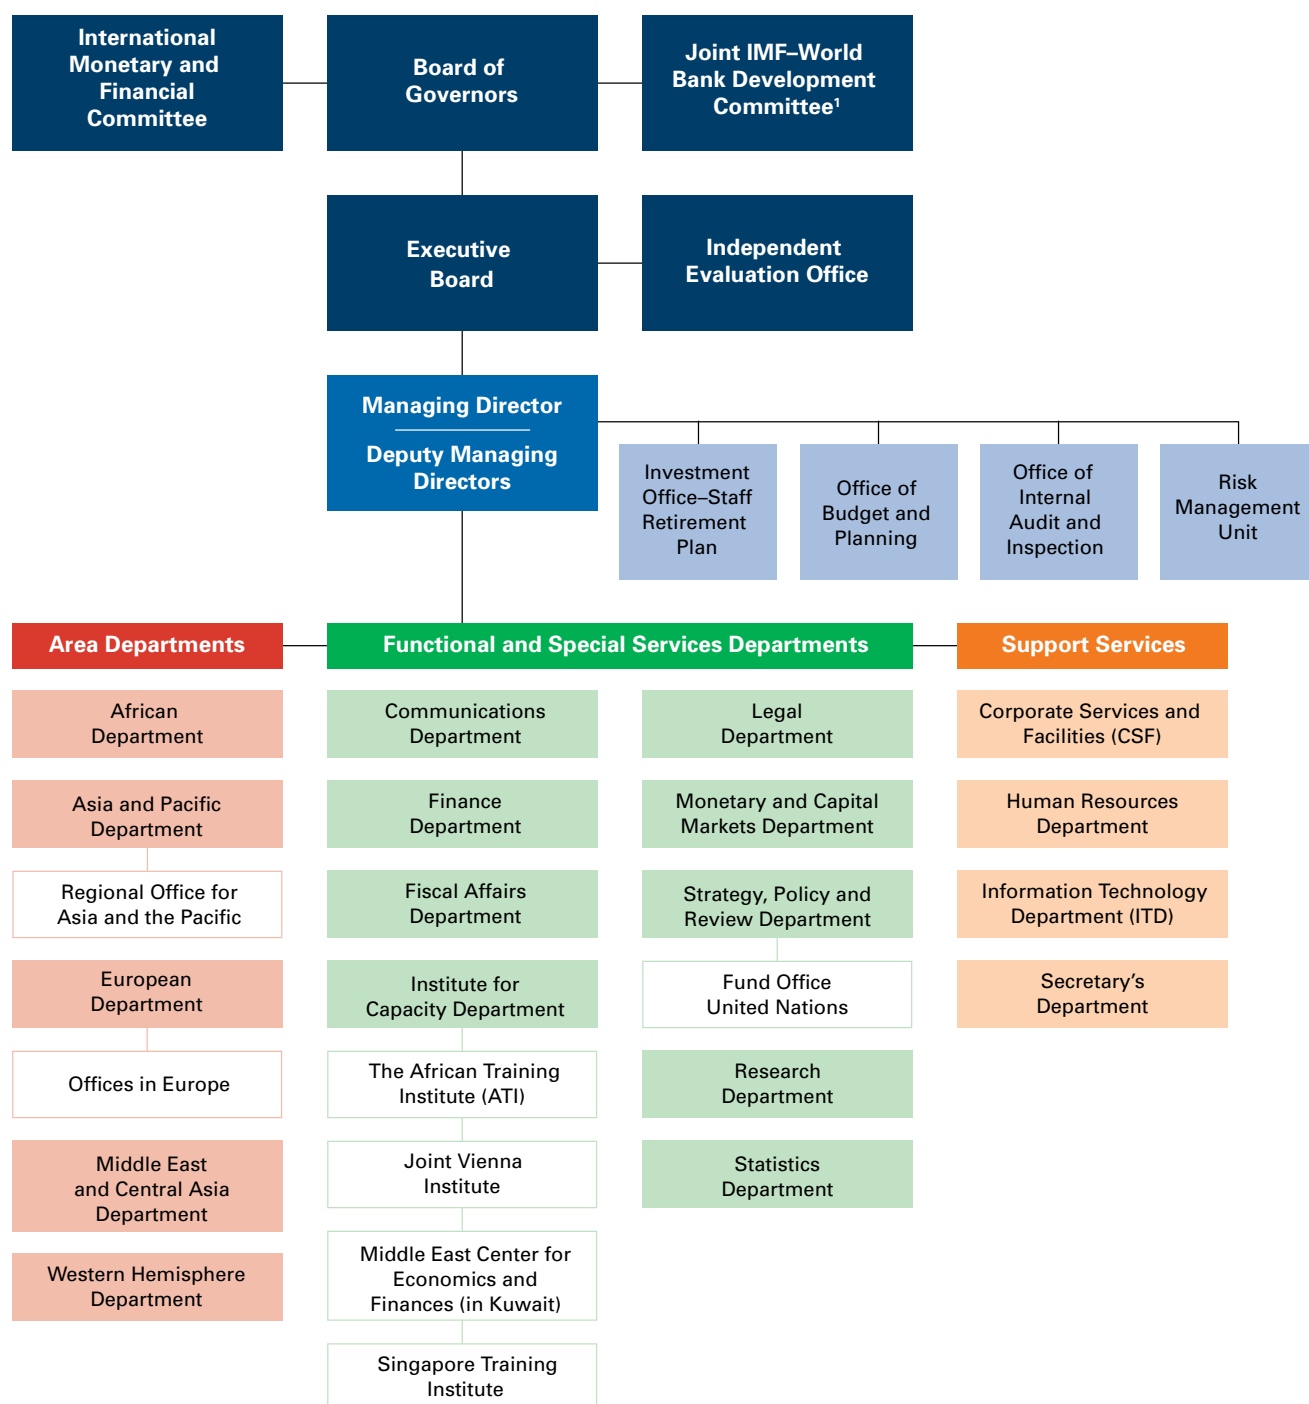 International
Monetary and
Financial
Committee
Board of
Governors
Joint IMF–World
Bank Development
Committee¹
Executive
Board
Independent
Evaluation Office
Managing Director
Deputy Managing
Directors
Investment
Office–Staff
Retirement
Plan
Office of
Budget and
Planning
Office of
Internal
Audit and
Inspection
Risk
Management
Unit
Area Departments
African
Department
Asia and Pacific
Department
Regional Office for
Asia and the Pacific
European
Department
Offices in Europe
Middle East
and Central Asia
Department
Western Hemisphere
Department
Functional and Special Services Departments
Communications
Department
Finance
Department
Fiscal Affairs
Department
Institute for
Capacity Department
The African Training
Institute (ATI)
Joint Vienna
Institute
Middle East Center for
Economics and
Finances (in Kuwait)
Singapore Training
Institute
Legal
Department
Monetary and Capital
Markets Department
Strategy, Policy and
Review Department
Fund Office
United Nations
Research
Department
Statistics
Department
Support Services
Corporate Services and
Facilities (CSF)
Human Resources
Department
Information Technology
Department (ITD)
Secretary’s
Department